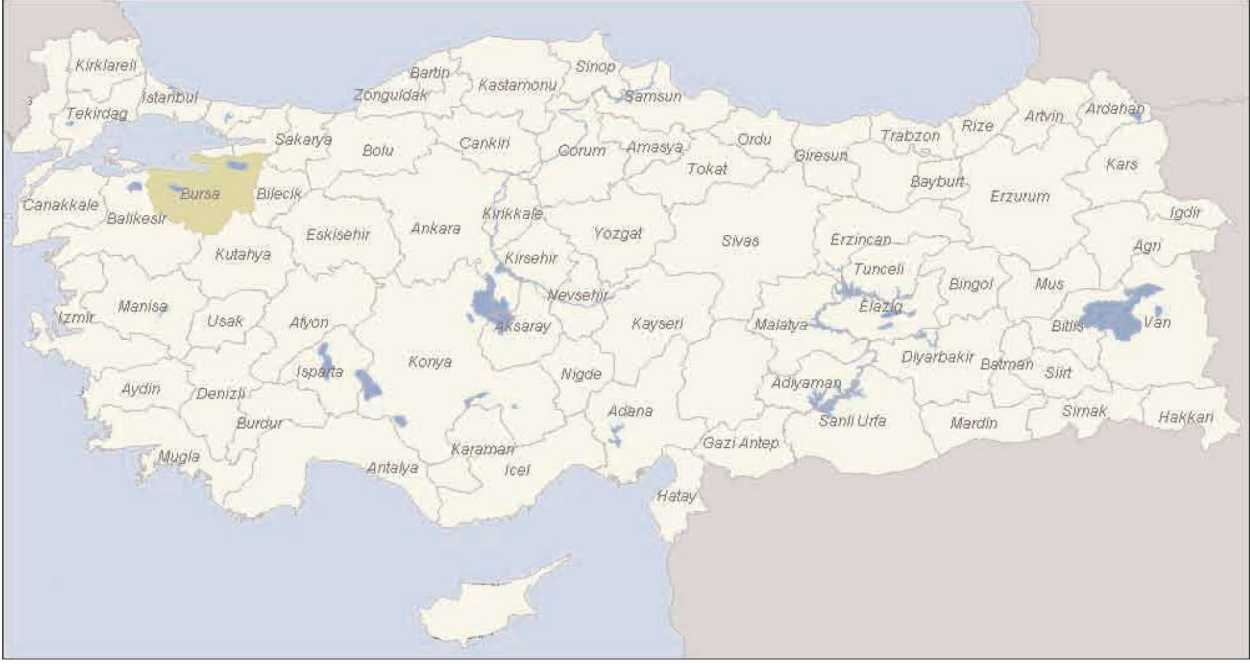 Kirklareli
Tekirdag
Istanbul
Bartin
Zonguldak
Kastamonu
Sinop
Samsun
Sakarya
Bolu
Cankiri
Corum
Amasya
Tokat
Ordu
Giresun
Trabzon
Rize
Artvin
Ardahan
Kars
Bayburt
Erzurum
Igdir
Agri
Canakkale
Balikesir
Bursa
Bilecik
Kutahya
Eskisehir
Ankara
Kirikkale
Kirsehir
Yozgat
Sivas
Erzincan
Tunceli
Bingol
Mus
Elazig
Malatya
Bitlis
Van
Izmir
Manisa
Usak
Afyon
Konya
Aksaray
Nevsehir
Kayseri
Nigde
Aydin
Denizli
Isparta
Burdur
Mugla
Antalya
Karaman
Icel
Adana
Hatay
Gazi Antep
Adiyaman
Sanli Urfa
Diyarbakir
Batman
Siirt
Mardin
Sirnak
Hakkari